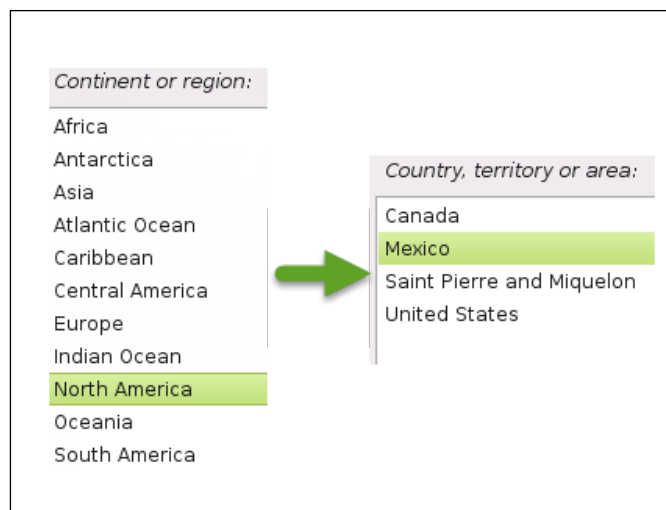 Continent or region:
Africa
Antarctica
Asia
Atlantic Ocean
Caribbean
Central America
Europe
Indian Ocean
North America
Oceania
South America
Country, territory or area:
Canada
Mexico
Saint Pierre and Miquelon
United States